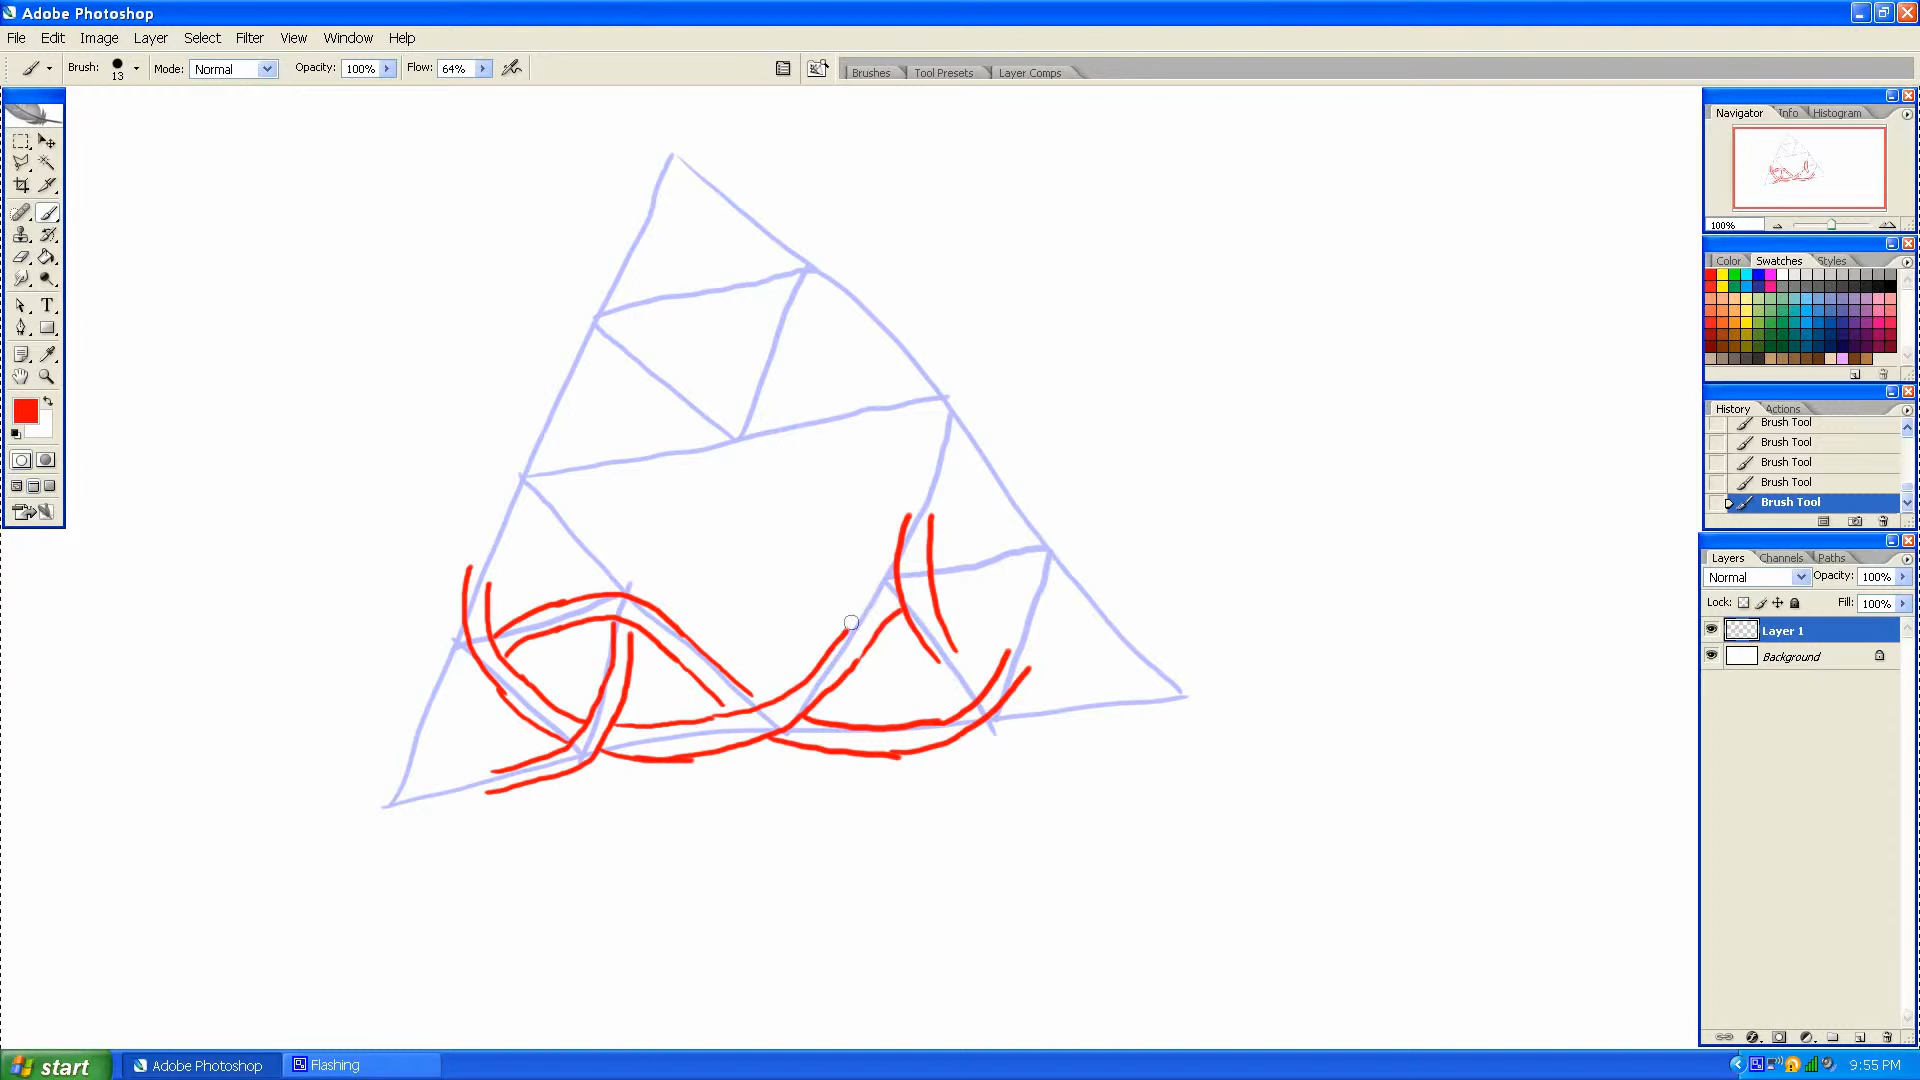 Adobe Photoshop
File Edit Image Layer Select Filter View Window Help
Brush: 13 Mode: Normal Opacity: 100% Flow: 64% Brushes Tool Presets Layer Comps
Navigator Info Histogram
100%
Color Swatches Styles
History Actions
Brush Tool
Brush Tool
Brush Tool
Brush Tool
Brush Tool
Layers Channels Paths
Normal Opacity: 100%
Lock: Fill: 100%
Layer 1
Background
start Adobe Photoshop Flashing 9:55 PM